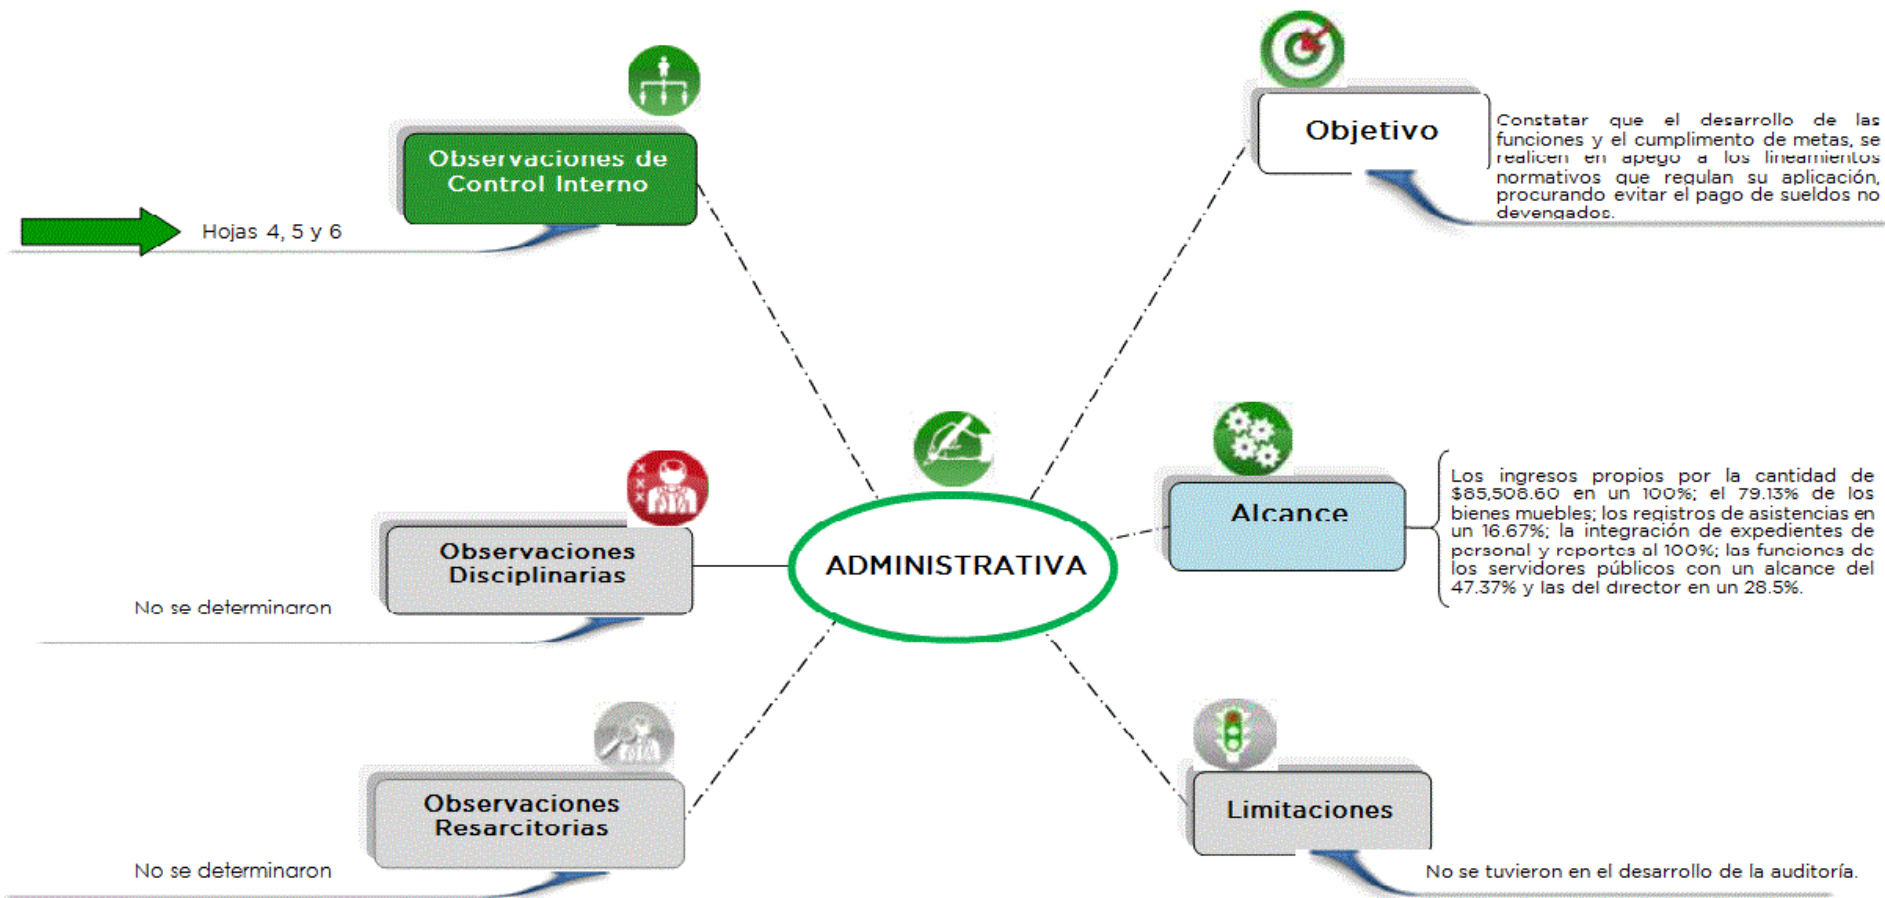 Observaciones de
Control Interno
Hojas 4, 5 y 6
Objetivo
Constatar que el desarrollo de las
funciones y el cumplimento de metas, se
realicen en apego a los lineamientos
normativos que regulan su aplicación,
procurando evitar el pago de sueldos no
devengados.
Observaciones
Disciplinarias
No se determinaron
ADMINISTRATIVA
Alcance
Los ingresos propios por la cantidad de
$85,508.60 en un 100%; el 79.13% de los
bienes muebles; los registros de asistencias en
un 16.67%; la integración de expedientes de
personal y reportes al 100%; las funciones de
los servidores públicos con un alcance del
47.37% y las del director en un 28.5%.
Observaciones
Resarcitorias
No se determinaron
Limitaciones
No se tuvieron en el desarrollo de la auditoría.